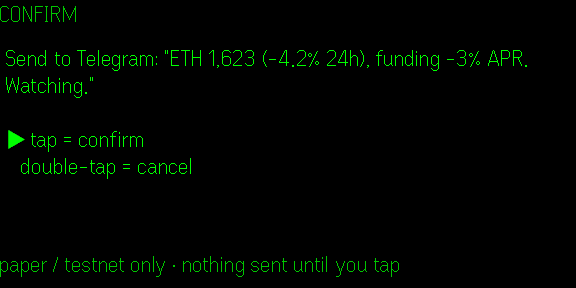 CONFIRM
Send to Telegram: "ETH 1,623 (-4.2% 24h), funding -3% APR.
Watching."
▶ tap = confirm
double-tap = cancel
paper / testnet only · nothing sent until you tap